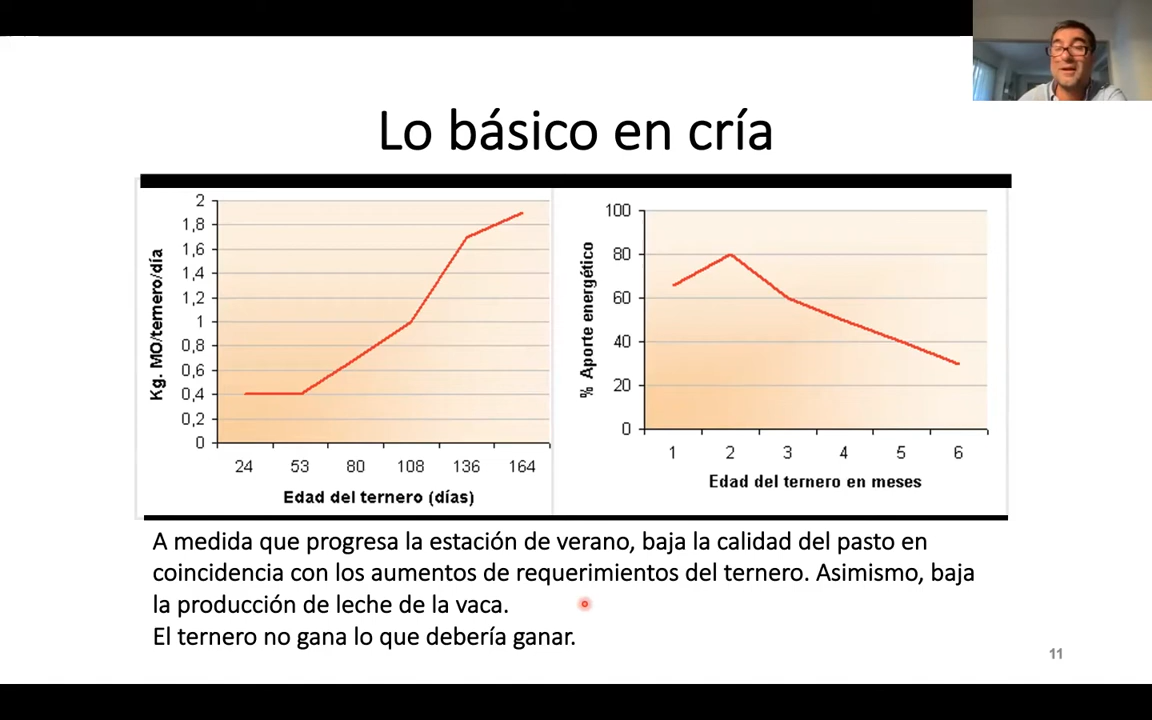 Lo básico en cría
Kg. MO/ternero/día
2
1,8
1,6
1,4
1,2
1
0,8
0,6
0,4
0,2
0
24 53 80 108 136 164
Edad del ternero (días)
% Aporte energético
100
80
60
40
20
0
1 2 3 4 5 6
Edad del ternero en meses
A medida que progresa la estación de verano, baja la calidad del pasto en
coincidencia con los aumentos de requerimientos del ternero. Asimismo, baja
la producción de leche de la vaca.
El ternero no gana lo que debería ganar.
11